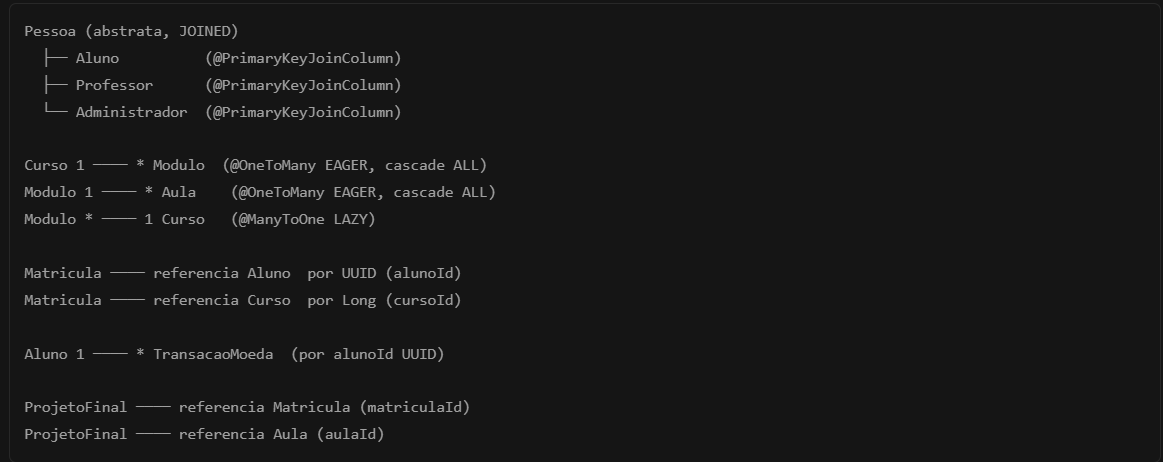 Pessoa (abstrata, JOINED)
  ├── Aluno          (@PrimaryKeyJoinColumn)
  ├── Professor      (@PrimaryKeyJoinColumn)
  └── Administrador  (@PrimaryKeyJoinColumn)

Curso 1 ──── * Modulo  (@OneToMany EAGER, cascade ALL)
Modulo 1 ──── * Aula    (@OneToMany EAGER, cascade ALL)
Modulo * ──── 1 Curso   (@ManyToOne LAZY)

Matricula ──── referencia Aluno  por UUID (alunoId)
Matricula ──── referencia Curso  por Long (cursoId)

Aluno 1 ──── * TransacaoMoeda  (por alunoId UUID)

ProjetoFinal ──── referencia Matricula (matriculaId)
ProjetoFinal ──── referencia Aula (aulaId)